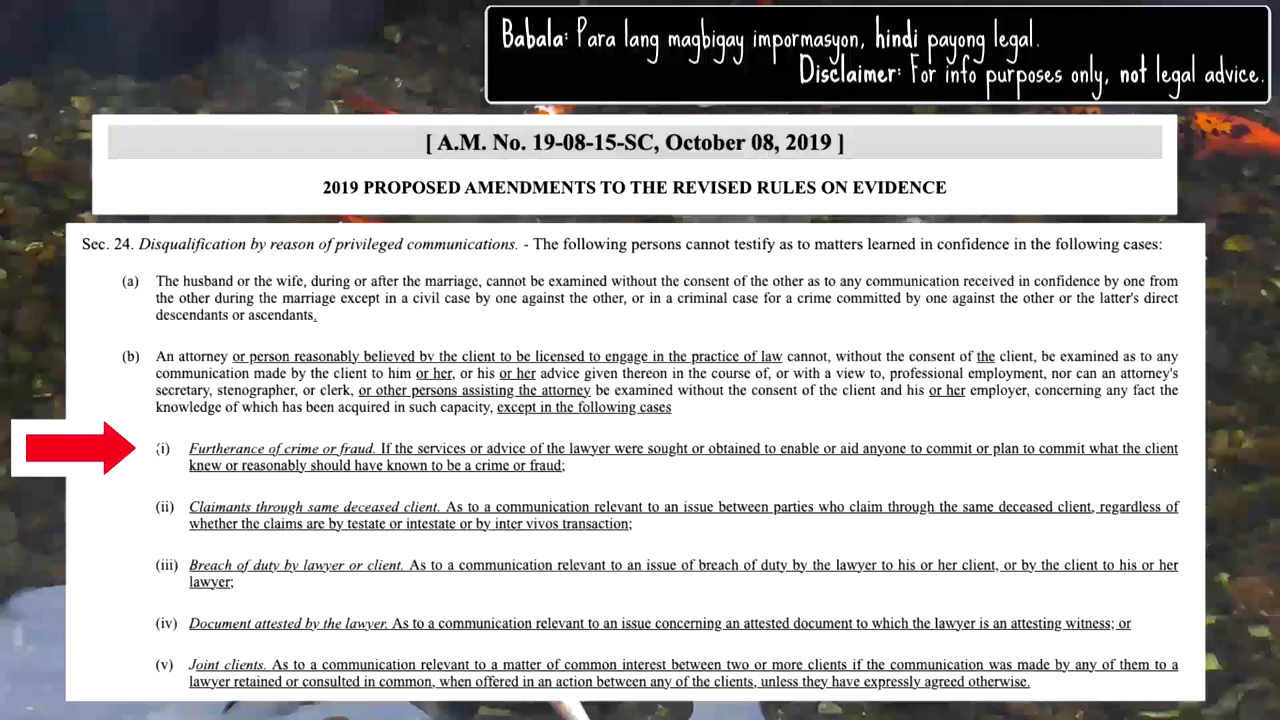 Babala: Para lang magbigay impormasyon, hindi payong legal.
Disclaimer: For info purposes only, not legal advice.
[ A.M. No. 19-08-15-SC, October 08, 2019 ]
2019 PROPOSED AMENDMENTS TO THE REVISED RULES ON EVIDENCE
Sec. 24. Disqualification by reason of privileged communications. - The following persons cannot testify as to matters learned in confidence in the following cases:
(a) The husband or the wife, during or after the marriage, cannot be examined without the consent of the other as to any communication received in confidence by one from
the other during the marriage except in a civil case by one against the other, or in a criminal case for a crime committed by one against the other or the latter's direct
descendants or ascendants.
(b) An attorney or person reasonably believed by the client to be licensed to engage in the practice of law cannot, without the consent of the client, be examined as to any
communication made by the client to him or her, or his or her advice given thereon in the course of, or with a view to, professional employment, nor can an attorney's
secretary, stenographer, or clerk, or other persons assisting the attorney be examined without the consent of the client and his or her employer, concerning any fact the
knowledge of which has been acquired in such capacity, except in the following cases
(i) Furtherance of crime or fraud. If the services or advice of the lawyer were sought or obtained to enable or aid anyone to commit or plan to commit what the client
knew or reasonably should have known to be a crime or fraud;
(ii) Claimants through same deceased client. As to a communication relevant to an issue between parties who claim through the same deceased client, regardless of
whether the claims are by testate or intestate or by inter vivos transaction;
(iii) Breach of duty by lawyer or client. As to a communication relevant to an issue of breach of duty by the lawyer to his or her client, or by the client to his or her
lawyer;
(iv) Document attested by the lawyer. As to a communication relevant to an issue concerning an attested document to which the lawyer is an attesting witness; or
(v) Joint clients. As to a communication relevant to a matter of common interest between two or more clients if the communication was made by any of them to a
lawyer retained or consulted in common, when offered in an action between any of the clients, unless they have expressly agreed otherwise.